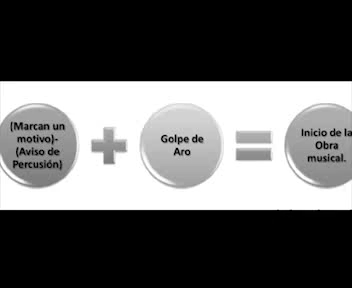 (Marcan un
motivo)-
(Aviso de
Percusión)
Golpe de
Aro
Inicio de la
Obra
musical.